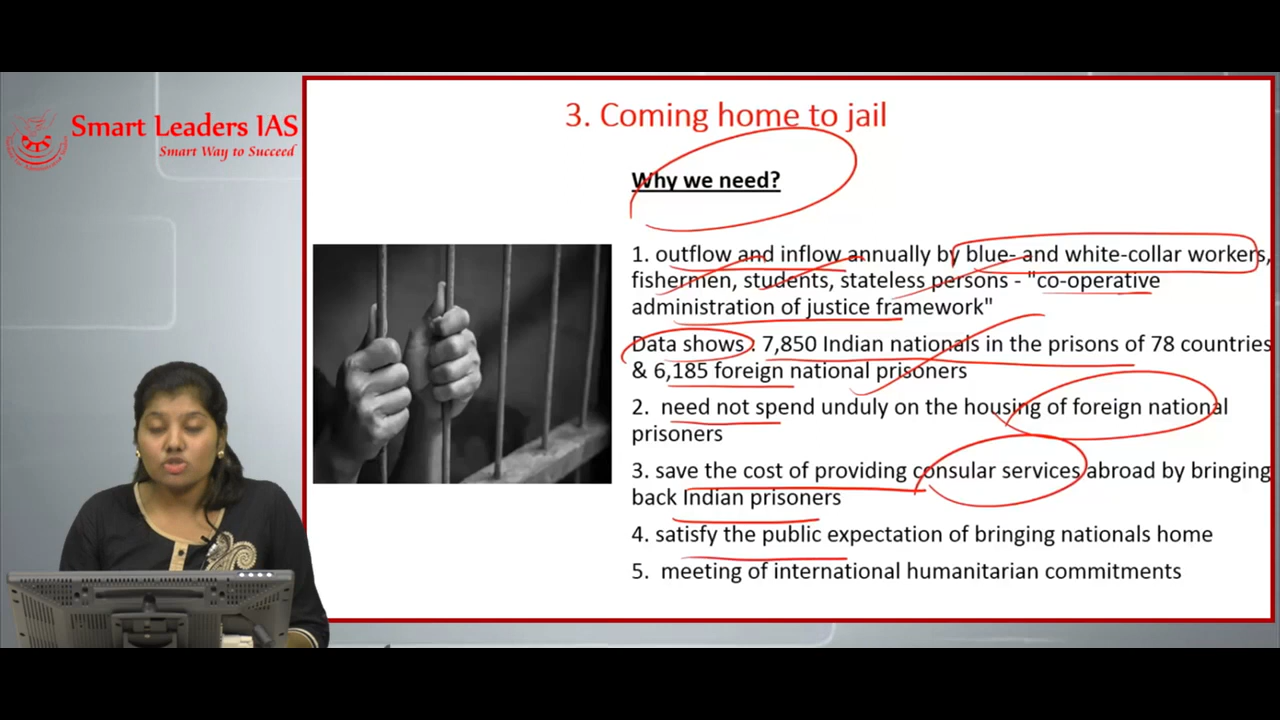 Smart Leaders IAS
Smart Way to Succeed
3. Coming home to jail
Why we need?
1. outflow and inflow annually by blue- and white-collar workers,
fishermen, students, stateless persons - "co-operative
administration of justice framework"
Data shows : 7,850 Indian nationals in the prisons of 78 countries
& 6,185 foreign national prisoners
2. need not spend unduly on the housing of foreign national
prisoners
3. save the cost of providing consular services abroad by bringing
back Indian prisoners
4. satisfy the public expectation of bringing nationals home
5. meeting of international humanitarian commitments